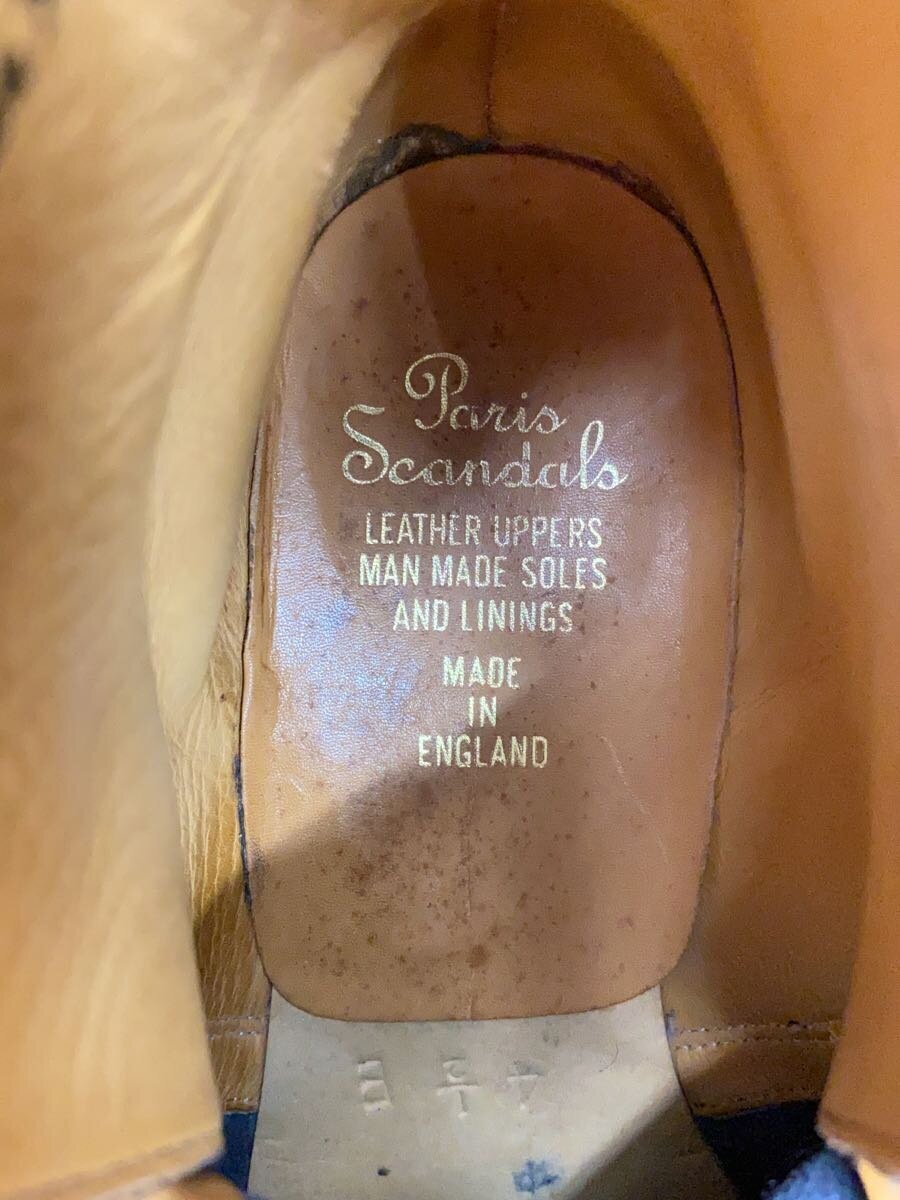 Paris
Scandals
LEATHER UPPERS
MAN MADE SOLES
AND LININGS
MADE
IN
ENGLAND